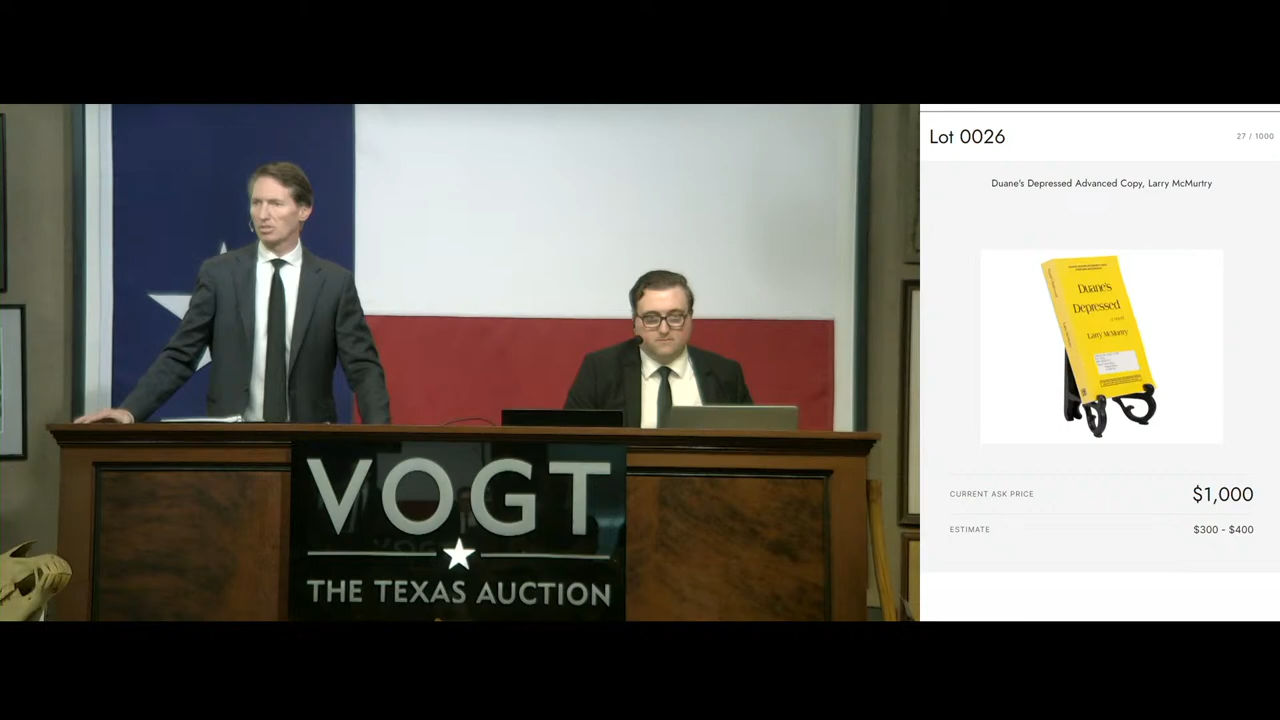 VOGT
THE TEXAS AUCTION
Lot 0026
27 / 1000
Duane's Depressed Advanced Copy, Larry McMurtry
Duane's
Depressed
Larry McMurtry
CURRENT ASK PRICE
$1,000
ESTIMATE
$300 - $400